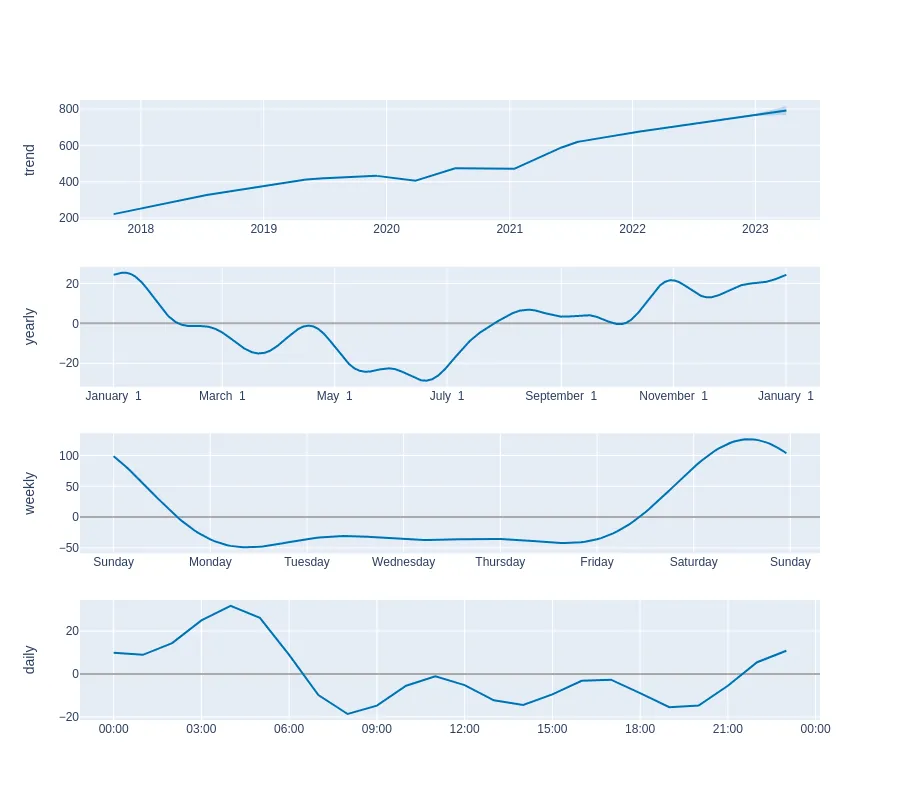 trend
800
600
400
200
2018 2019 2020 2021 2022 2023
yearly
20
0
−20
January 1 March 1 May 1 July 1 September 1 November 1 January 1
weekly
100
50
0
−50
Sunday Monday Tuesday Wednesday Thursday Friday Saturday Sunday
daily
20
0
−20
00:00 03:00 06:00 09:00 12:00 15:00 18:00 21:00 00:00